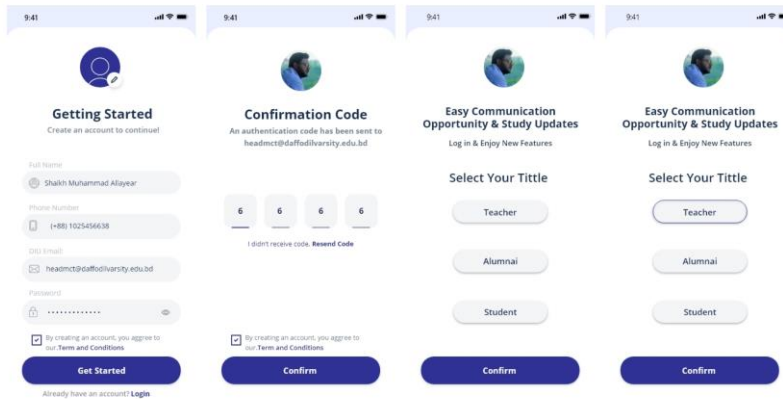 9:41
Getting Started
Create an account to continue!
Full Name
Shaikh Muhammad Allayear
Phone Number
(+88) 1025456638
DIU Email:
headmct@daffodilvarsity.edu.bd
Password
By creating an account, you aggree to
our.Term and Conditions
Get Started
Already have an account? Login
9:41
Confirmation Code
An authentication code has been sent to
headmct@daffodilvarsity.edu.bd
6 6 6 6
I didn't receive code. Resend Code
By creating an account, you aggree to
our.Term and Conditions
Confirm
9:41
Easy Communication
Opportunity & Study Updates
Log in & Enjoy New Features
Select Your Tittle
Teacher
Alumnai
Student
Confirm
9:41
Easy Communication
Opportunity & Study Updates
Log in & Enjoy New Features
Select Your Tittle
Teacher
Alumnai
Student
Confirm